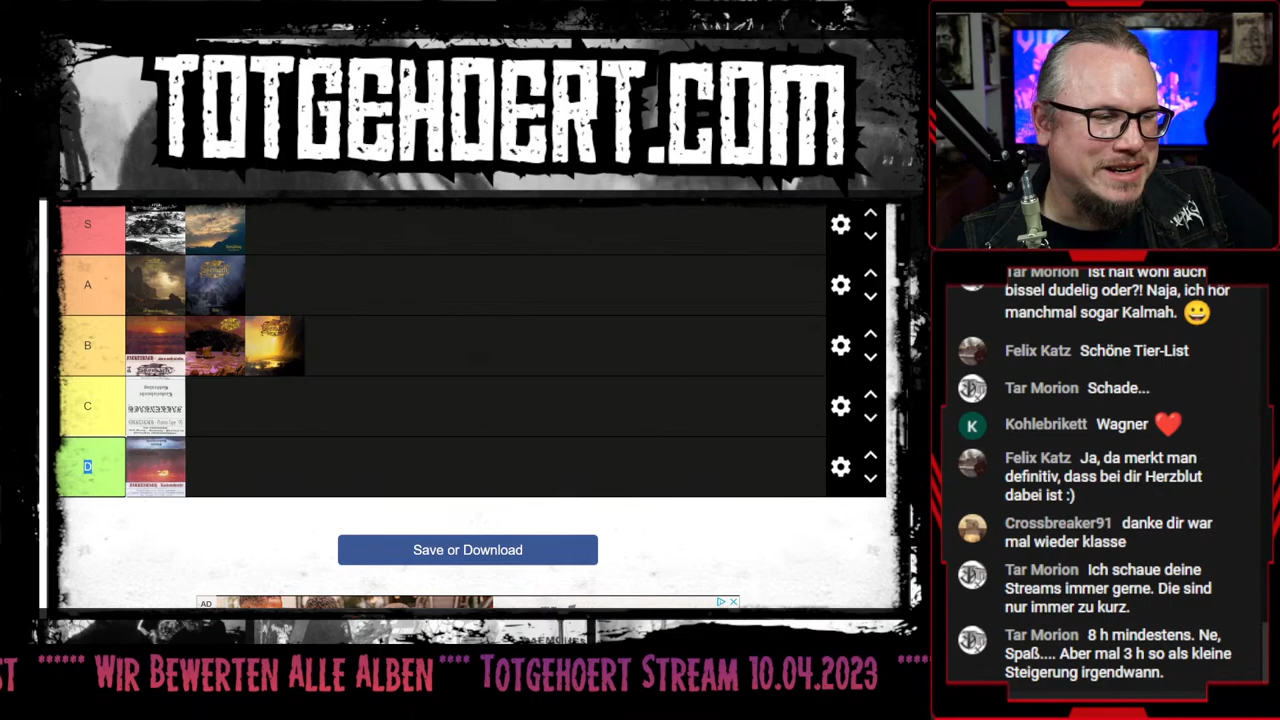 TOTGEHOERT.COM
S
A
B
C
D
Save or Download
AD
ST ****** WIR BEWERTEN ALLE ALBEN **** TOTGEHOERT STREAM 10.04.2023 ****
Tar Morion Ist halt wohl auch
bissel dudelig oder?! Naja, ich hör
manchmal sogar Kalmah. 😀
Felix Katz Schöne Tier-List
Tar Morion Schade...
K Kohlebrikett Wagner ❤️
Felix Katz Ja, da merkt man
definitiv, dass bei dir Herzblut
dabei ist :)
Crossbreaker91 danke dir war
mal wieder klasse
Tar Morion Ich schaue deine
Streams immer gerne. Die sind
nur immer zu kurz.
Tar Morion 8 h mindestens. Ne,
Spaß.... Aber mal 3 h so als kleine
Steigerung irgendwann.